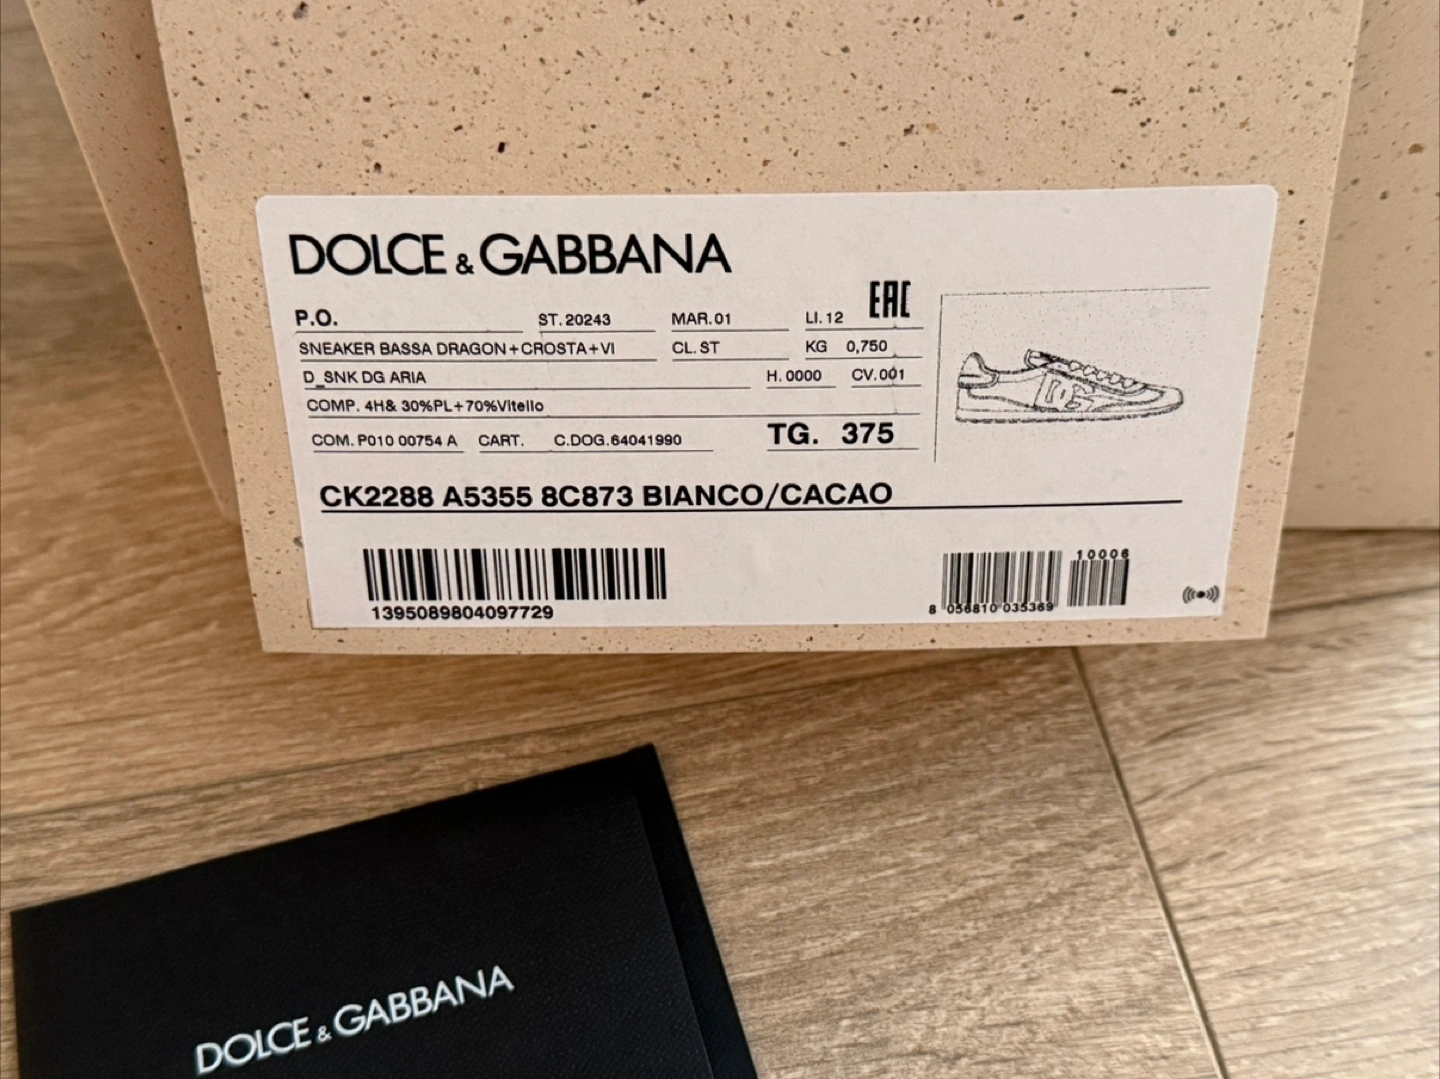 DOLCE & GABBANA
P.O. ST. 20243 MAR. 01 LI. 12 EAC
SNEAKER BASSA DRAGON+CROSTA+VI CL. ST KG 0,750
D_SNK DG ARIA H. 0000 CV. 001
COMP. 4H& 30%PL+70%Vitello
COM. P010 00754 A CART. C.DOG.64041990 TG. 375
CK2288 A5355 8C873 BIANCO/CACAO
10006
1395089804097729 8 056810 035369
DOLCE & GABBANA